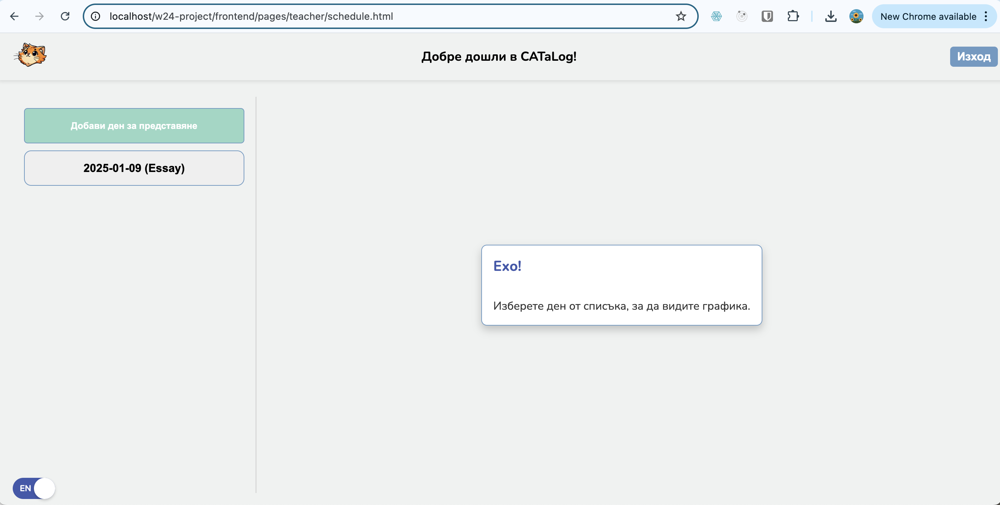 localhost/w24-project/frontend/pages/teacher/schedule.html
New Chrome available
Добре дошли в CATaLog!
Изход
Добави ден за представяне
2025-01-09 (Essay)
Ехо!
Изберете ден от списъка, за да видите графика.
EN